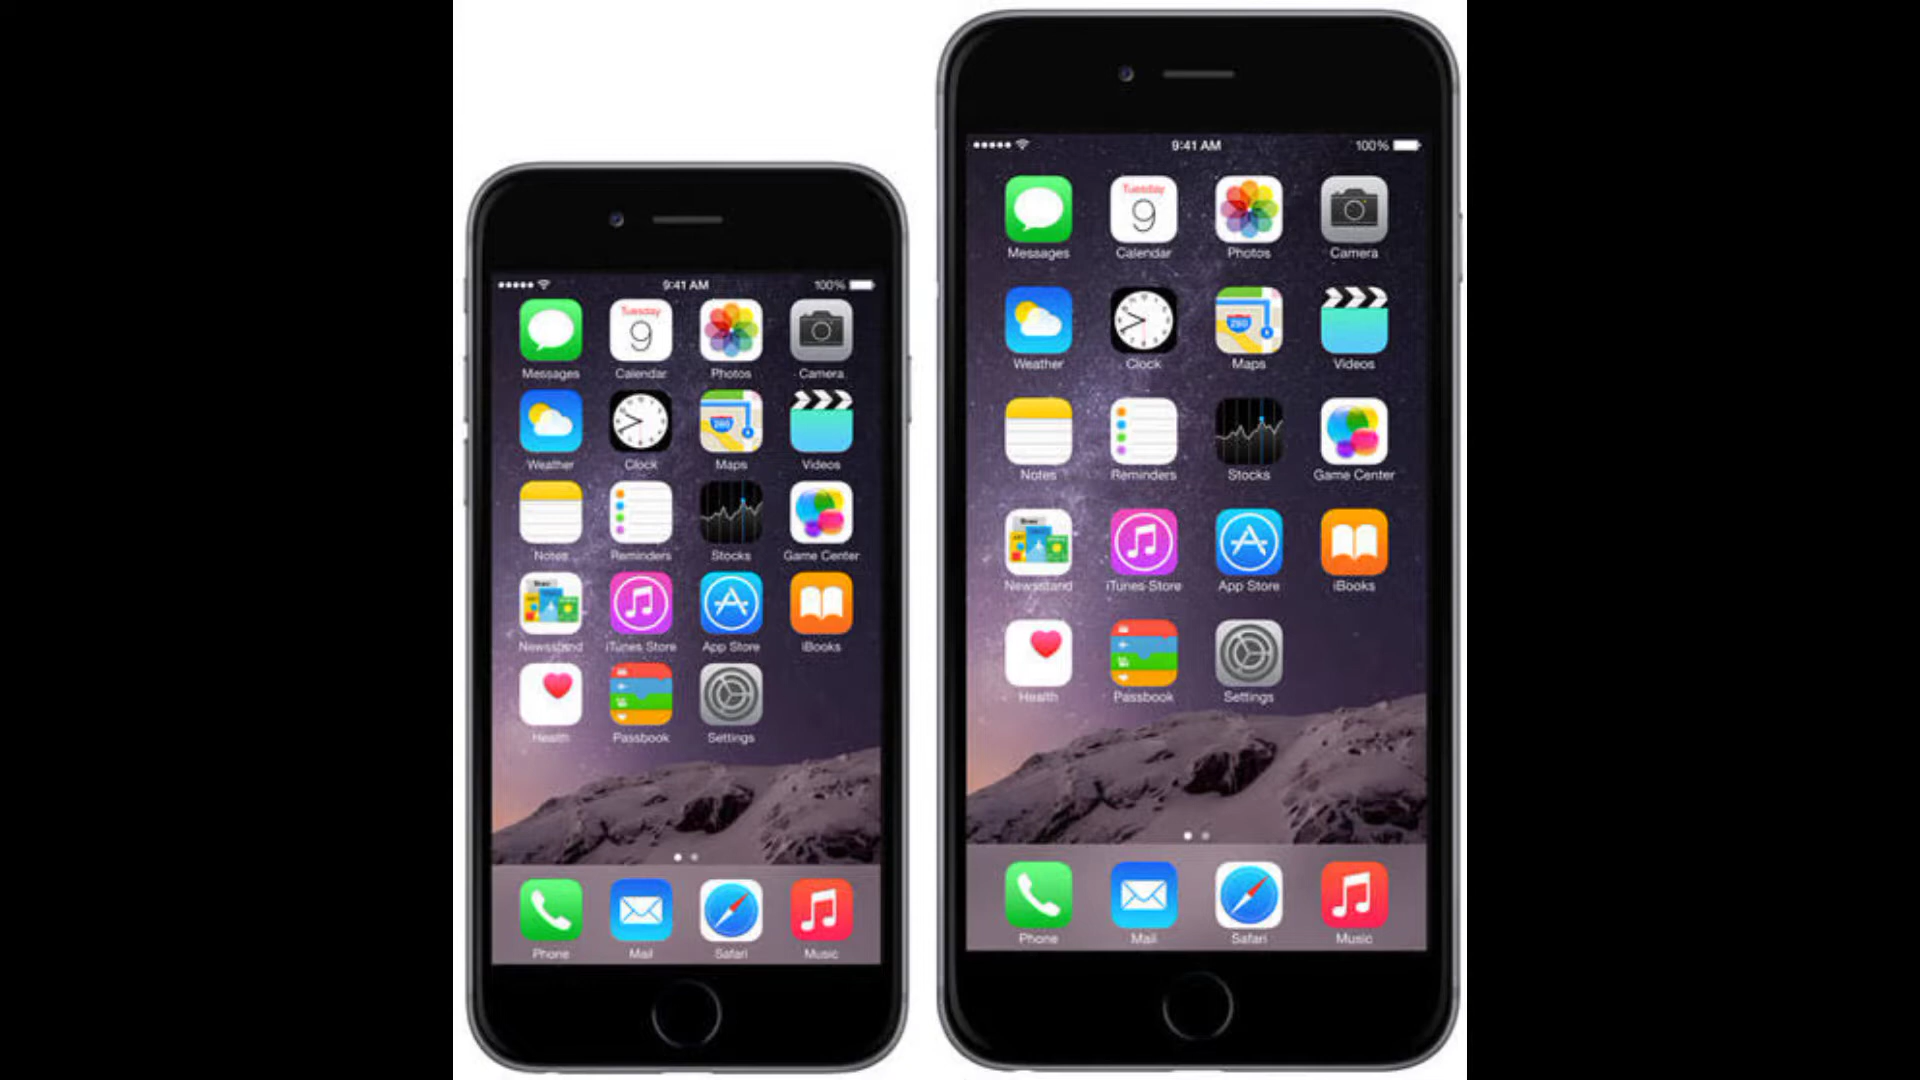 9:41 AM 100%
Tuesday
9
Messages Calendar Photos Camera
280
Weather Clock Maps Videos
Notes Reminders Stocks Game Center
Newsstand iTunes Store App Store iBooks
Health Passbook Settings
Phone Mail Safari Music
9:41 AM 100%
Tuesday
9
Messages Calendar Photos Camera
280
Weather Clock Maps Videos
Notes Reminders Stocks Game Center
Newsstand iTunes Store App Store iBooks
Health Passbook Settings
Phone Mail Safari Music